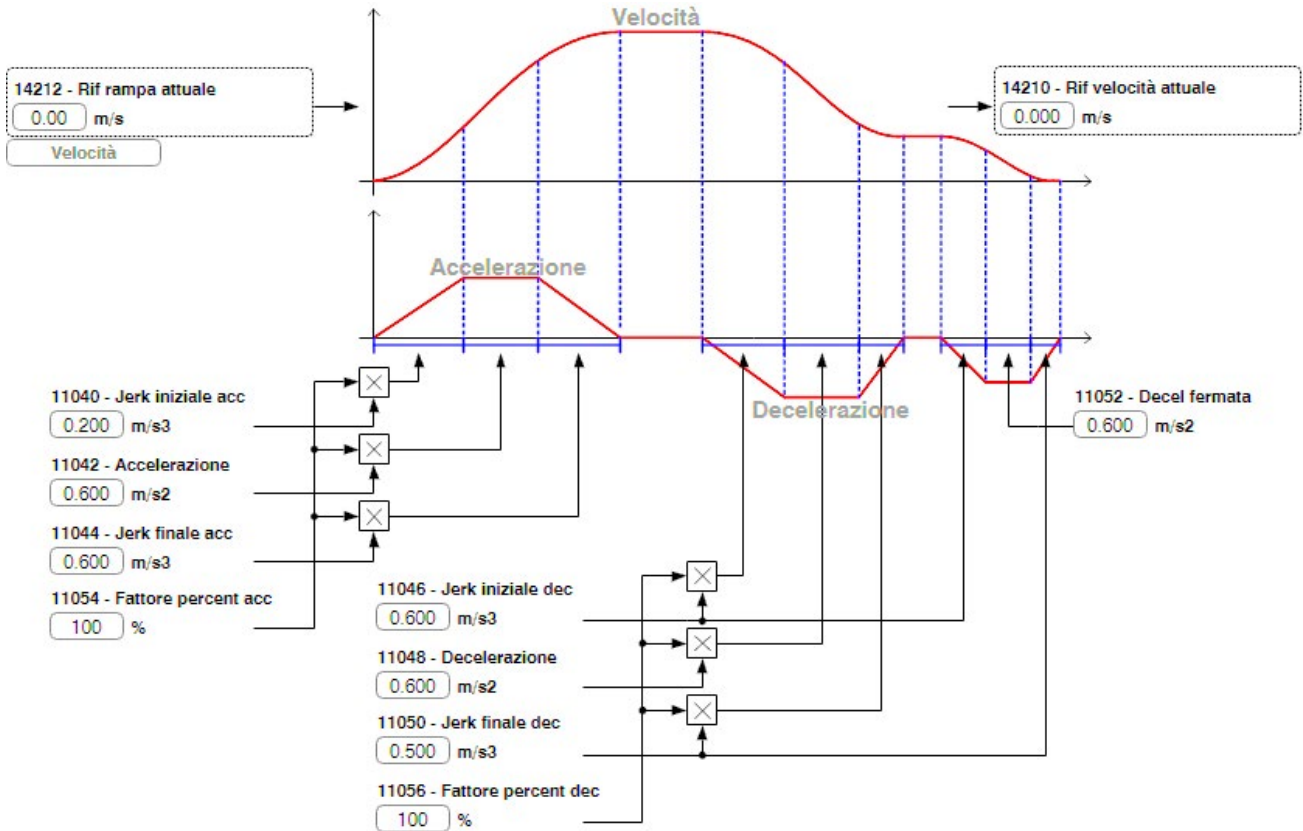 Velocità
14212 - Rif rampa attuale
0.00 m/s
Velocità
14210 - Rif velocità attuale
0.000 m/s
Accelerazione
Decelerazione
11040 - Jerk iniziale acc
0.200 m/s3
11042 - Accelerazione
0.600 m/s2
11044 - Jerk finale acc
0.600 m/s3
11054 - Fattore percent acc
100 %
11052 - Decel fermata
0.600 m/s2
11046 - Jerk iniziale dec
0.600 m/s3
11048 - Decelerazione
0.600 m/s2
11050 - Jerk finale dec
0.500 m/s3
11056 - Fattore percent dec
100 %